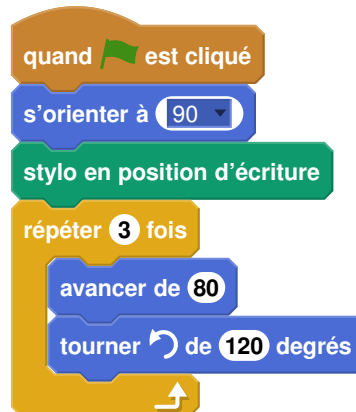 quand est cliqué
s'orienter à 90
stylo en position d'écriture
répéter 3 fois
avancer de 80
tourner de 120 degrés